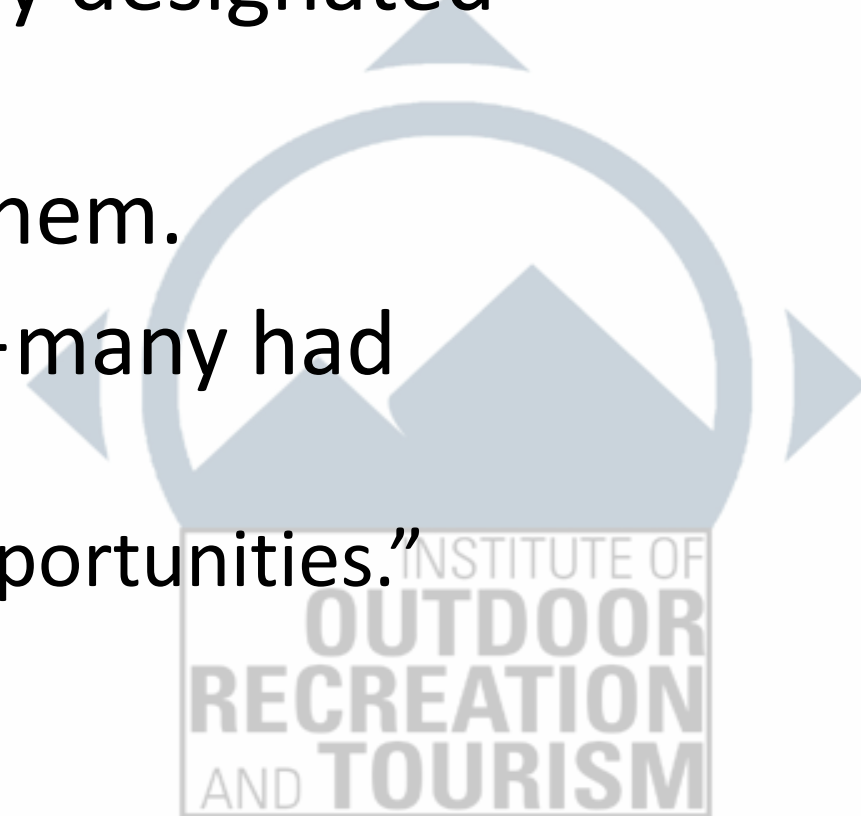 y designated
hem.
-many had
portunities.”
INSTITUTE OF
OUTDOOR
RECREATION
AND TOURISM